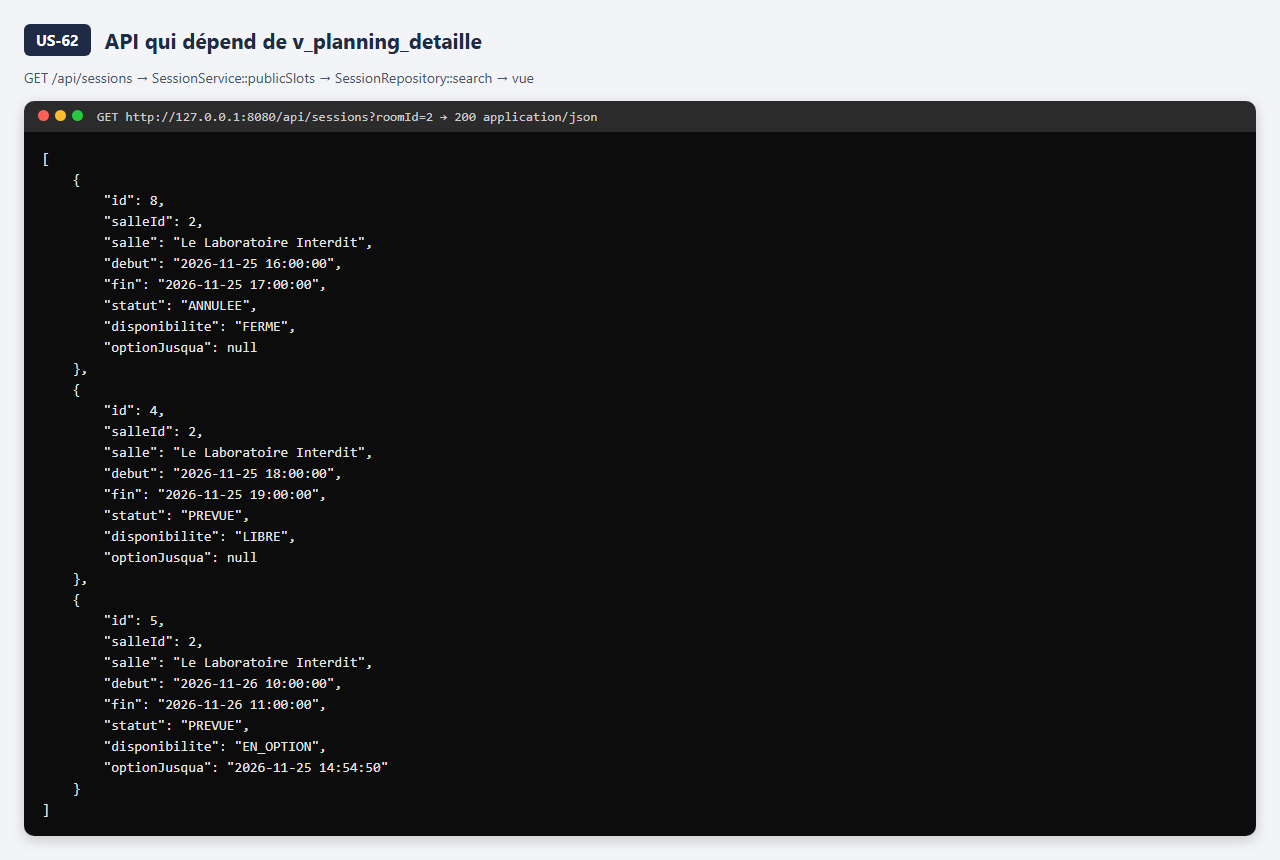 US-62 API qui dépend de v_planning_detaille
GET /api/sessions → SessionService::publicSlots → SessionRepository::search → vue
GET http://127.0.0.1:8080/api/sessions?roomId=2 → 200 application/json
[
    {
        "id": 8,
        "salleId": 2,
        "salle": "Le Laboratoire Interdit",
        "debut": "2026-11-25 16:00:00",
        "fin": "2026-11-25 17:00:00",
        "statut": "ANNULEE",
        "disponibilite": "FERME",
        "optionJusqua": null
    },
    {
        "id": 4,
        "salleId": 2,
        "salle": "Le Laboratoire Interdit",
        "debut": "2026-11-25 18:00:00",
        "fin": "2026-11-25 19:00:00",
        "statut": "PREVUE",
        "disponibilite": "LIBRE",
        "optionJusqua": null
    },
    {
        "id": 5,
        "salleId": 2,
        "salle": "Le Laboratoire Interdit",
        "debut": "2026-11-26 10:00:00",
        "fin": "2026-11-26 11:00:00",
        "statut": "PREVUE",
        "disponibilite": "EN_OPTION",
        "optionJusqua": "2026-11-25 14:54:50"
    }
]